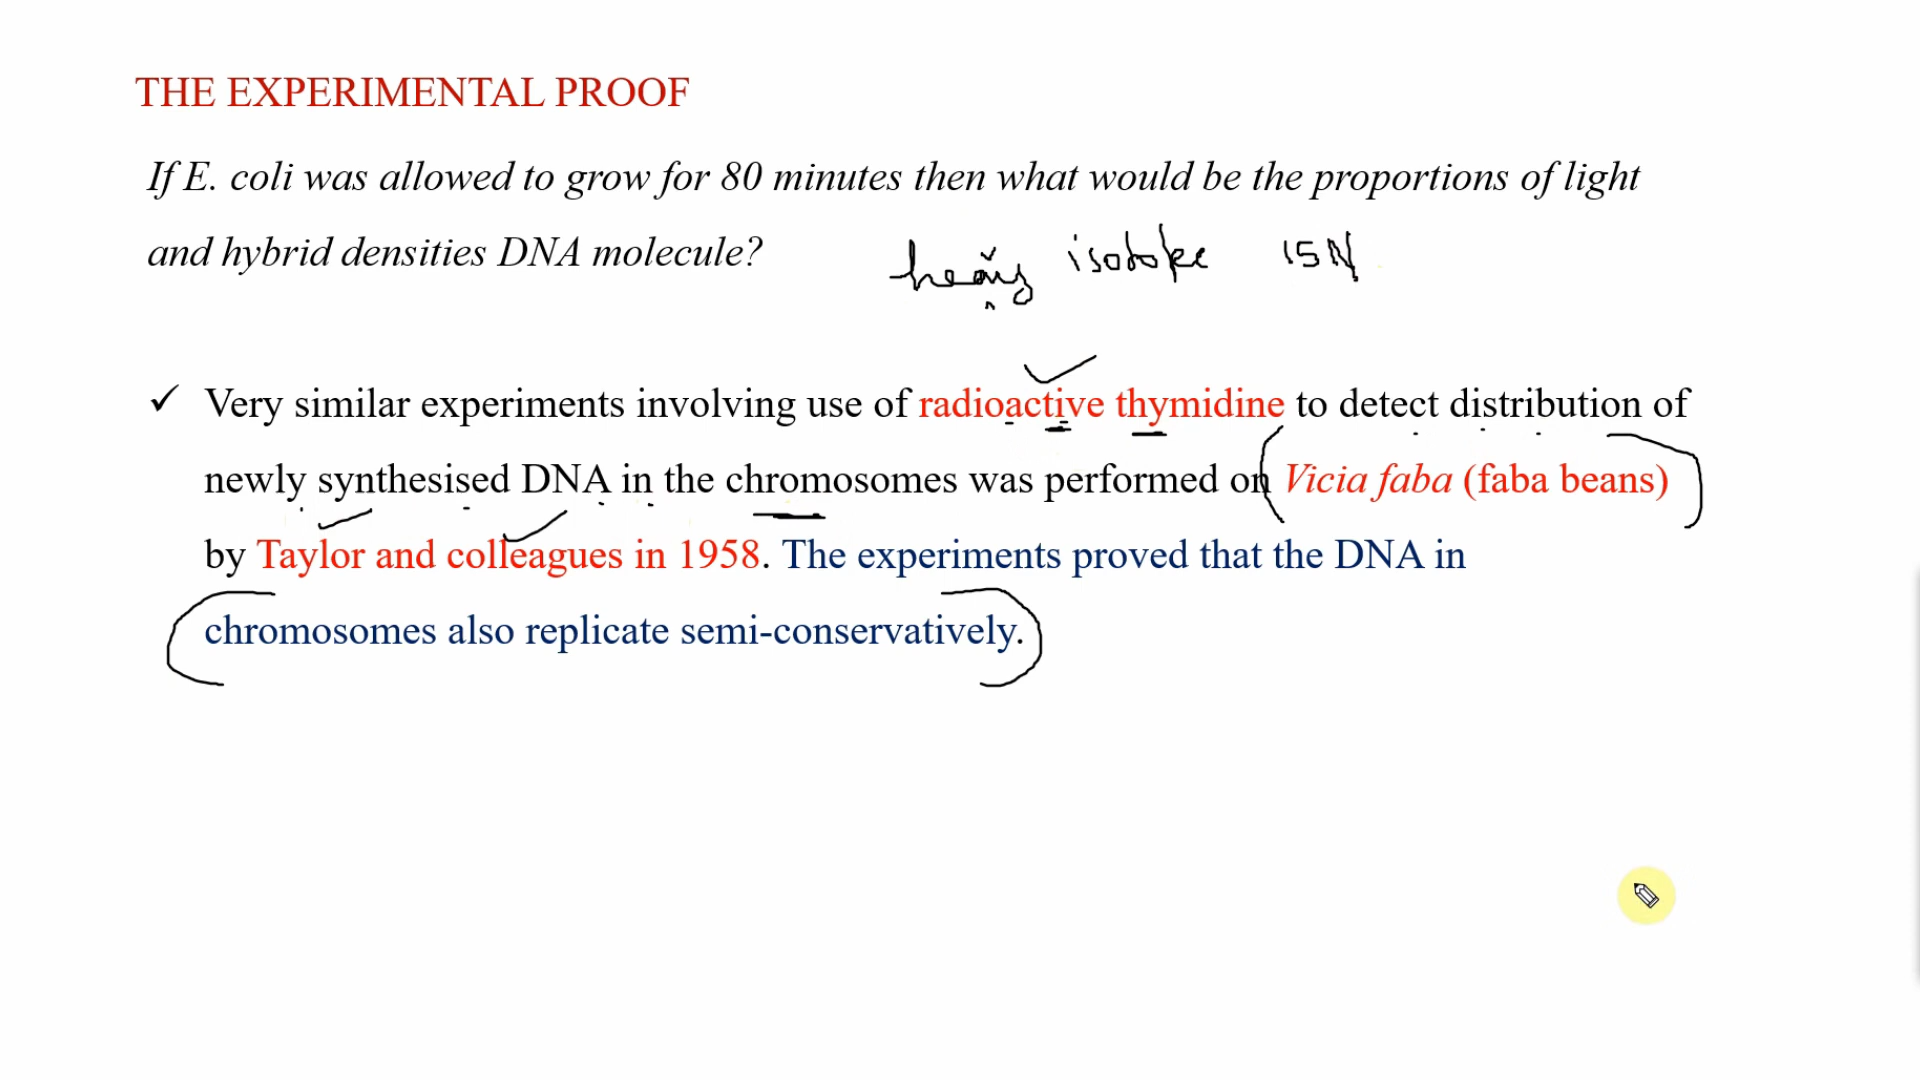 THE EXPERIMENTAL PROOF
If E. coli was allowed to grow for 80 minutes then what would be the proportions of light
and hybrid densities DNA molecule?
heavy isotope 15N
✓ Very similar experiments involving use of radioactive thymidine to detect distribution of
newly synthesised DNA in the chromosomes was performed on Vicia faba (faba beans)
by Taylor and colleagues in 1958. The experiments proved that the DNA in
chromosomes also replicate semi-conservatively.